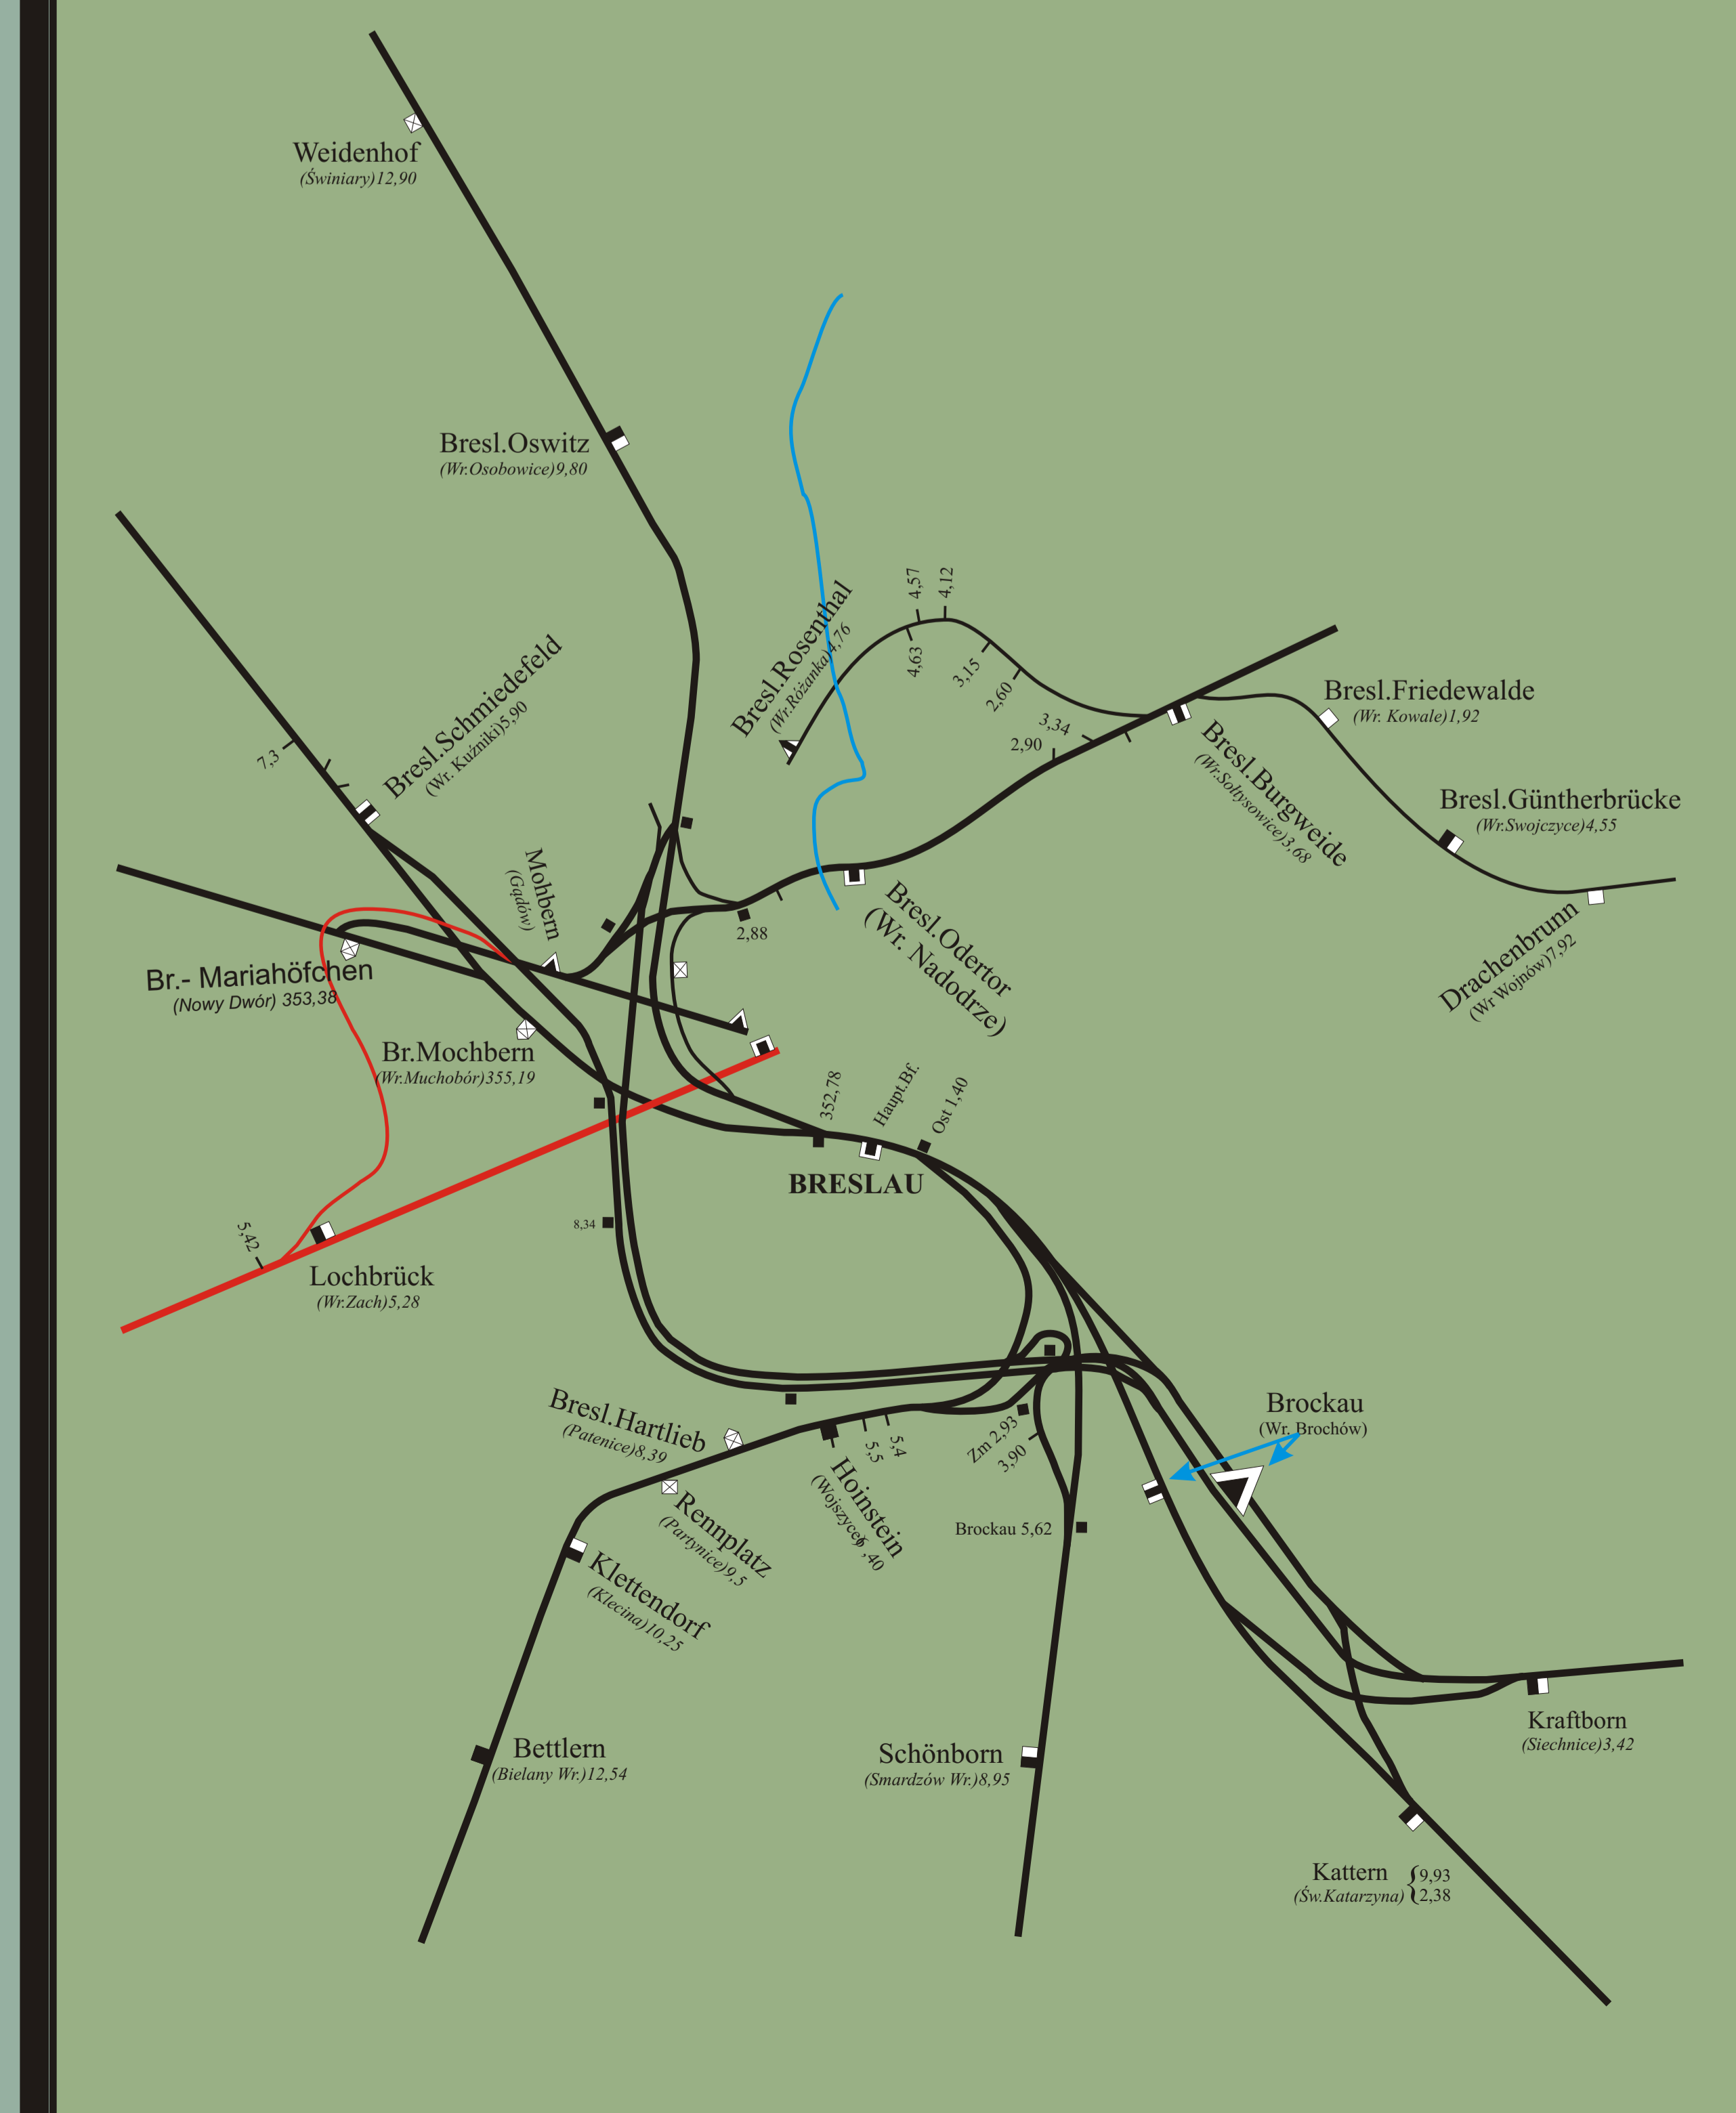 Weidenhof
(Świniary)12,90
Bresl.Oswitz
(Wr.Osobowice)9,80
Bresl.Rosenthal
(Wr.Różanka)4,76
4,57
4,12
4,63
3,15
2,60
3,34
2,90
Bresl.Friedewalde
(Wr. Kowale)1,92
Bresl.Burgweide
(Wr.Sołtysowice)3,68
Bresl.Güntherbrücke
(Wr.Swojczyce)4,55
Drachenbrunn
(Wr Wojnów)7,92
7,3
Bresl.Schmiedefeld
(Wr. Kuźniki)5,90
Mohbern
(Gądów)
2,88
Bresl.Odertor
(Wr. Nadodrze)
Br.- Mariahöfchen
(Nowy Dwór) 353,38
Br.Mochbern
(Wr.Muchobór)355,19
352,78
Haupt.Bf.
Ost 1,40
BRESLAU
8,34
5,42
Lochbrück
(Wr.Zach)5,28
Bresl.Hartlieb
(Patenice)8,39
Rennplatz
(Partynice)9,5
Hoinstein
(Wojszyce)6,40
5,5
5,4
Zm 2,93
3,90
Brockau
(Wr. Brochów)
Brockau 5,62
Klettendorf
(Klecina)10,25
Bettlern
(Bielany Wr.)12,54
Schönborn
(Smardzów Wr.)8,95
Kraftborn
(Siechnice)3,42
Kattern
(Św.Katarzyna)
{9,93
2,38